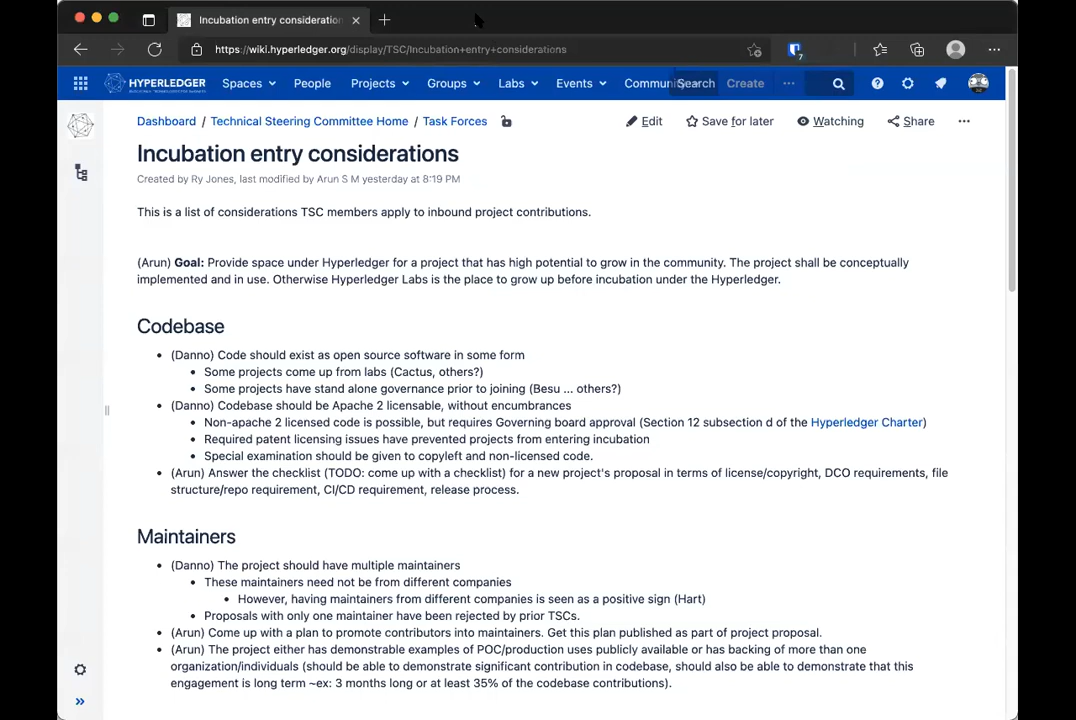 Incubation entry consideration
https://wiki.hyperledger.org/display/TSC/Incubation+entry+considerations
7
HYPERLEDGER Spaces People Projects Groups Labs Events Commun Search Create
Dashboard / Technical Steering Committee Home / Task Forces Edit Save for later Watching Share
Incubation entry considerations
Created by Ry Jones, last modified by Arun S M yesterday at 8:19 PM
This is a list of considerations TSC members apply to inbound project contributions.
(Arun) Goal: Provide space under Hyperledger for a project that has high potential to grow in the community. The project shall be conceptually
implemented and in use. Otherwise Hyperledger Labs is the place to grow up before incubation under the Hyperledger.
Codebase
• (Danno) Code should exist as open source software in some form
• Some projects come up from labs (Cactus, others?)
• Some projects have stand alone governance prior to joining (Besu ... others?)
• (Danno) Codebase should be Apache 2 licensable, without encumbrances
• Non-apache 2 licensed code is possible, but requires Governing board approval (Section 12 subsection d of the Hyperledger Charter)
• Required patent licensing issues have prevented projects from entering incubation
• Special examination should be given to copyleft and non-licensed code.
• (Arun) Answer the checklist (TODO: come up with a checklist) for a new project's proposal in terms of license/copyright, DCO requirements, file
structure/repo requirement, CI/CD requirement, release process.
Maintainers
• (Danno) The project should have multiple maintainers
• These maintainers need not be from different companies
• However, having maintainers from different companies is seen as a positive sign (Hart)
• Proposals with only one maintainer have been rejected by prior TSCs.
• (Arun) Come up with a plan to promote contributors into maintainers. Get this plan published as part of project proposal.
• (Arun) The project either has demonstrable examples of POC/production uses publicly available or has backing of more than one
organization/individuals (should be able to demonstrate significant contribution in codebase, should also be able to demonstrate that this
engagement is long term ~ex: 3 months long or at least 35% of the codebase contributions).